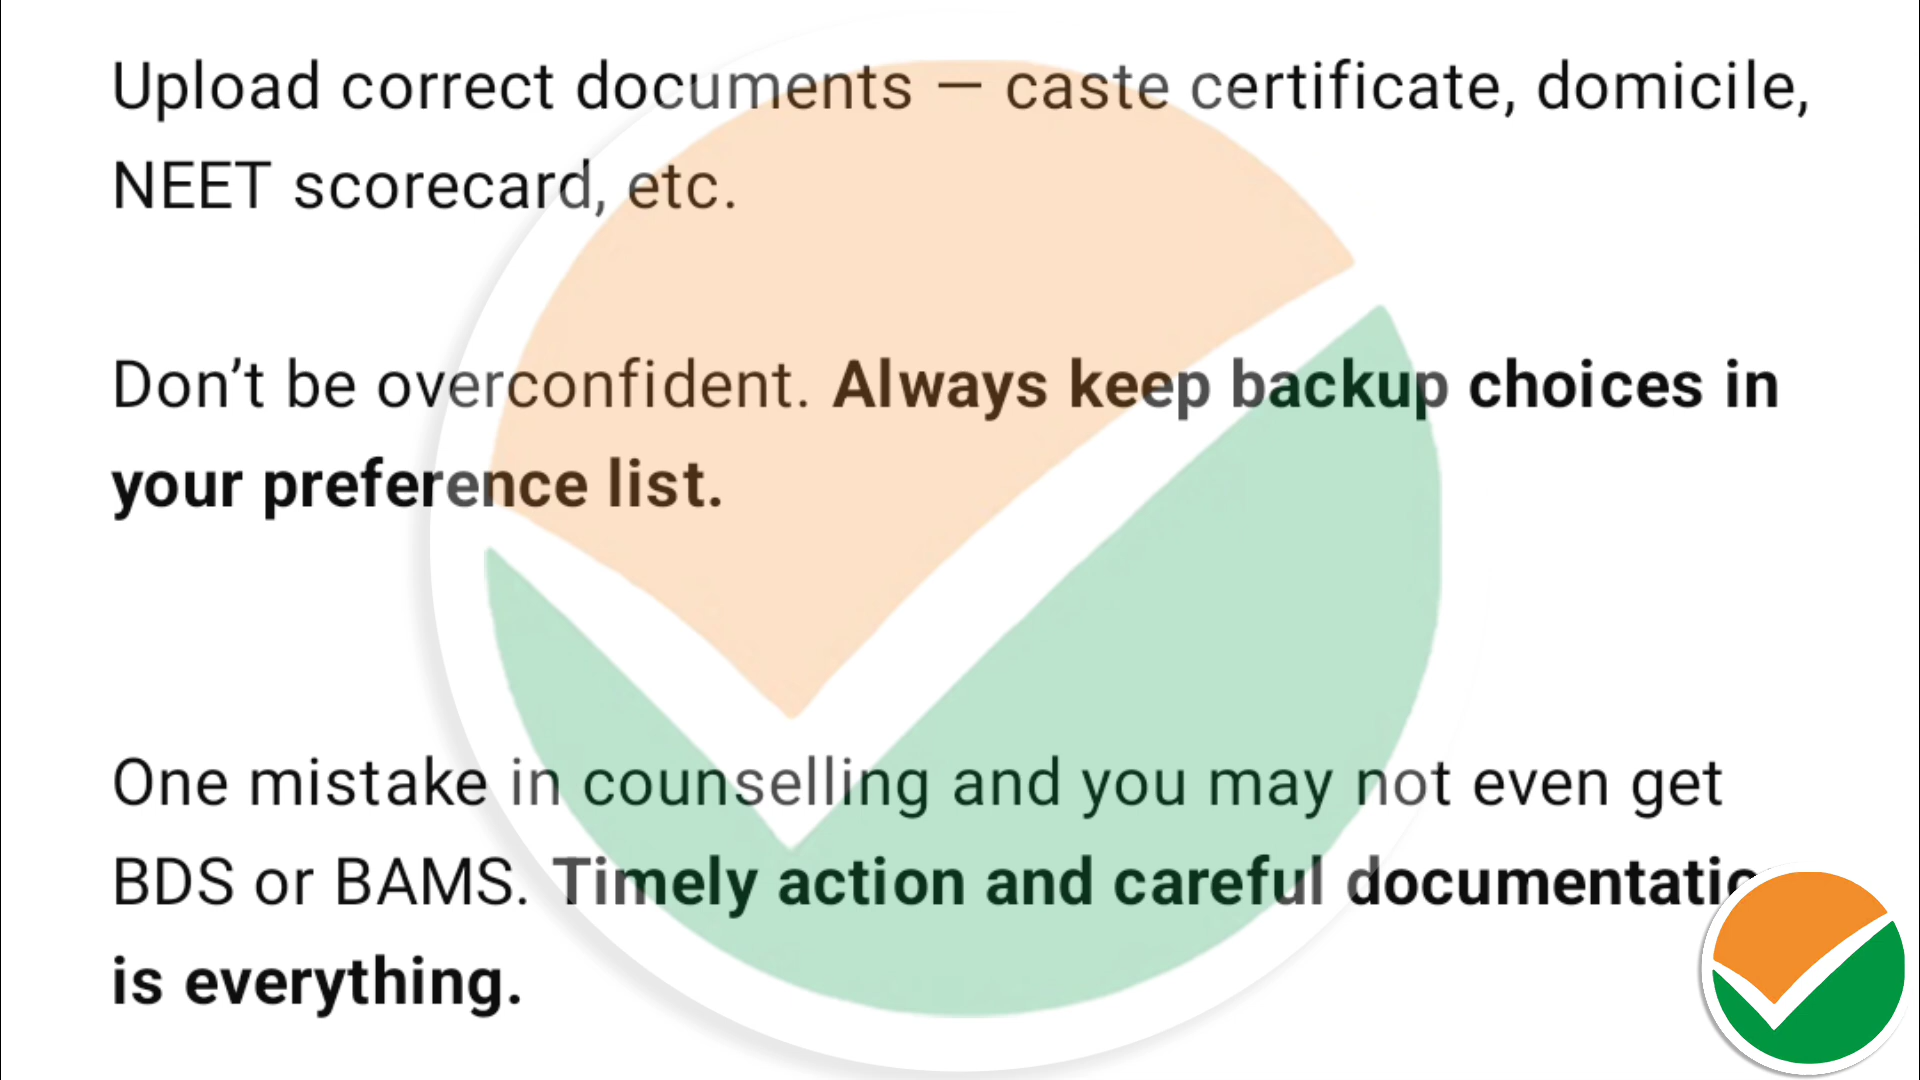 Upload correct documents — caste certificate, domicile,
NEET scorecard, etc.
Don’t be overconfident. Always keep backup choices in
your preference list.
One mistake in counselling and you may not even get
BDS or BAMS. Timely action and careful
is everything.